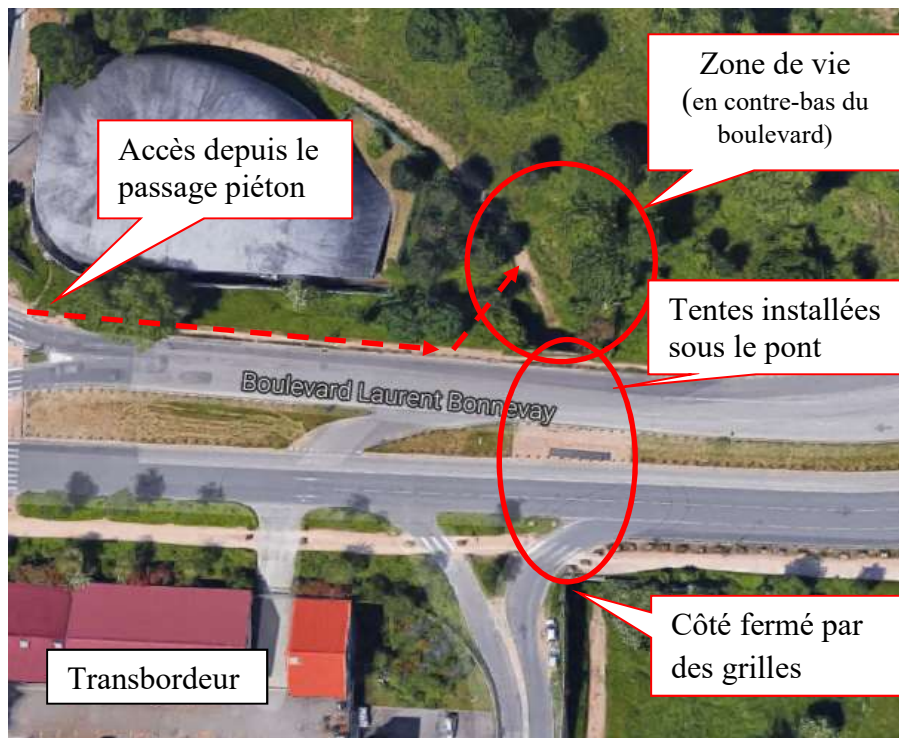 Zone de vie
(en contre-bas du
boulevard)
Accès depuis le
passage piéton
Tentes installées
sous le pont
Boulevard Laurent Bonnevay
Côté fermé par
des grilles
Transbordeur